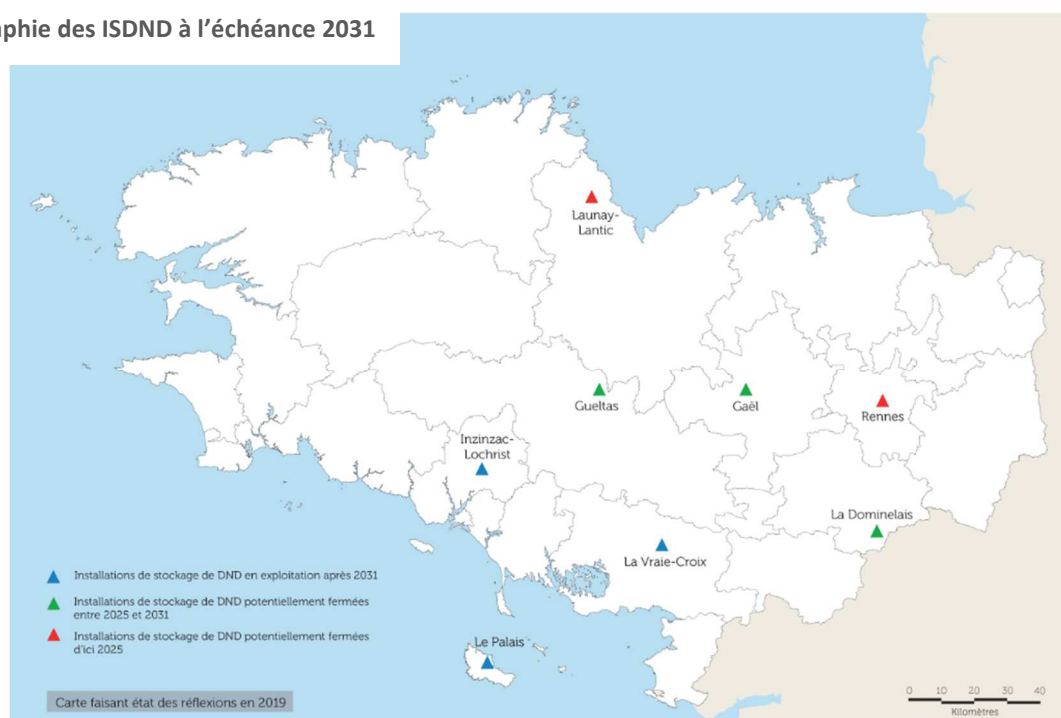 phie des ISDND à l'échéance 2031
Launay-
Lantic
Gueltas
Gaël
Rennes
Inzinzac-
Lochrist
La Dominelais
La Vraie-Croix
Le Palais
Installations de stockage de DND en exploitation après 2031
Installations de stockage de DND potentiellement fermées
entre 2025 et 2031
Installations de stockage de DND potentiellement fermées
d'ici 2025
Carte faisant état des réflexions en 2019
0 10 20 30 40
Kilomètres